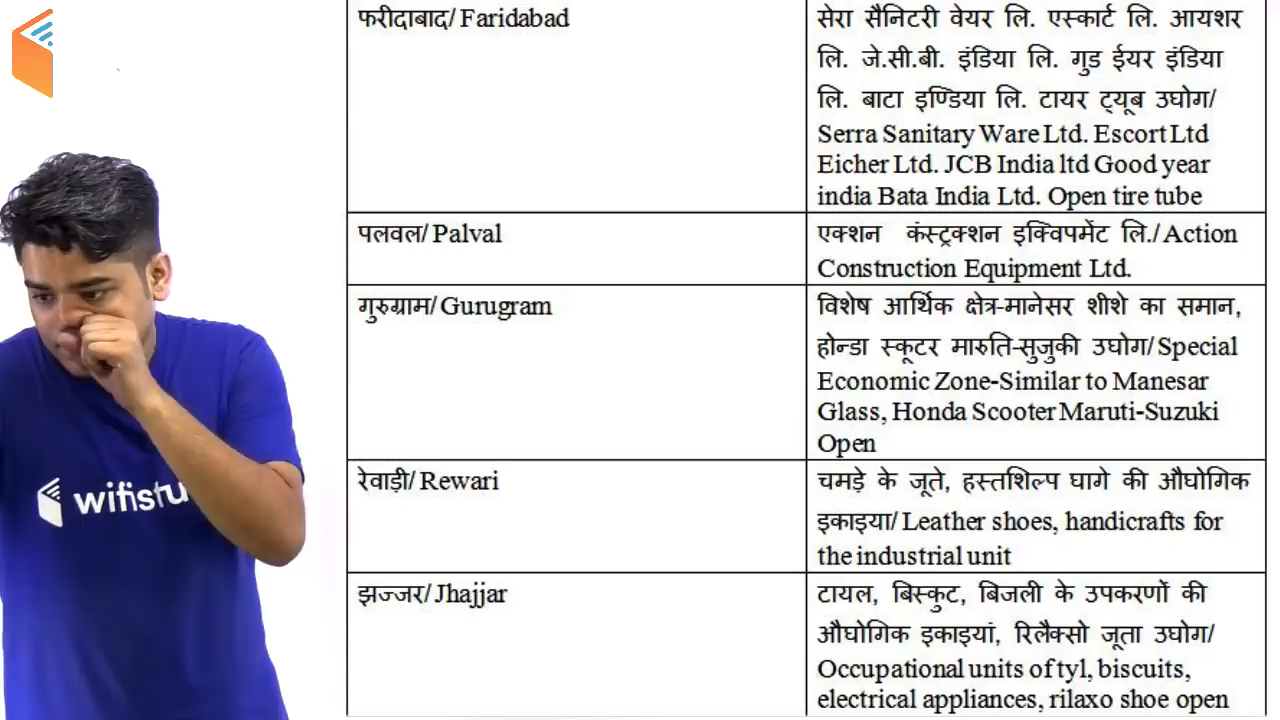 फरीदाबाद/ Faridabad
सेरा सैनिटरी वेयर लि. एस्कार्ट लि. आयशर
लि. जे.सी.बी. इंडिया लि. गुड ईयर इंडिया
लि. बाटा इण्डिया लि. टायर ट्यूब उघोग/
Serra Sanitary Ware Ltd. Escort Ltd
Eicher Ltd. JCB India ltd Good year
india Bata India Ltd. Open tire tube
पलवल/ Palval
एक्शन कंस्ट्रक्शन इक्विपमेंट लि./ Action
Construction Equipment Ltd.
गुरुग्राम/ Gurugram
विशेष आर्थिक क्षेत्र-मानेसर शीशे का समान,
होन्डा स्कूटर मारुति-सुजुकी उघोग/ Special
Economic Zone-Similar to Manesar
Glass, Honda Scooter Maruti-Suzuki
Open
रेवाड़ी/ Rewari
चमड़े के जूते, हस्तशिल्प घागे की औघोगिक
इकाइया/ Leather shoes, handicrafts for
the industrial unit
झज्जर/ Jhajjar
टायल, बिस्कुट, बिजली के उपकरणों की
औघोगिक इकाइयां, रिलैक्सो जूता उघोग/
Occupational units of tyl, biscuits,
electrical appliances, rilaxo shoe open
wifistu